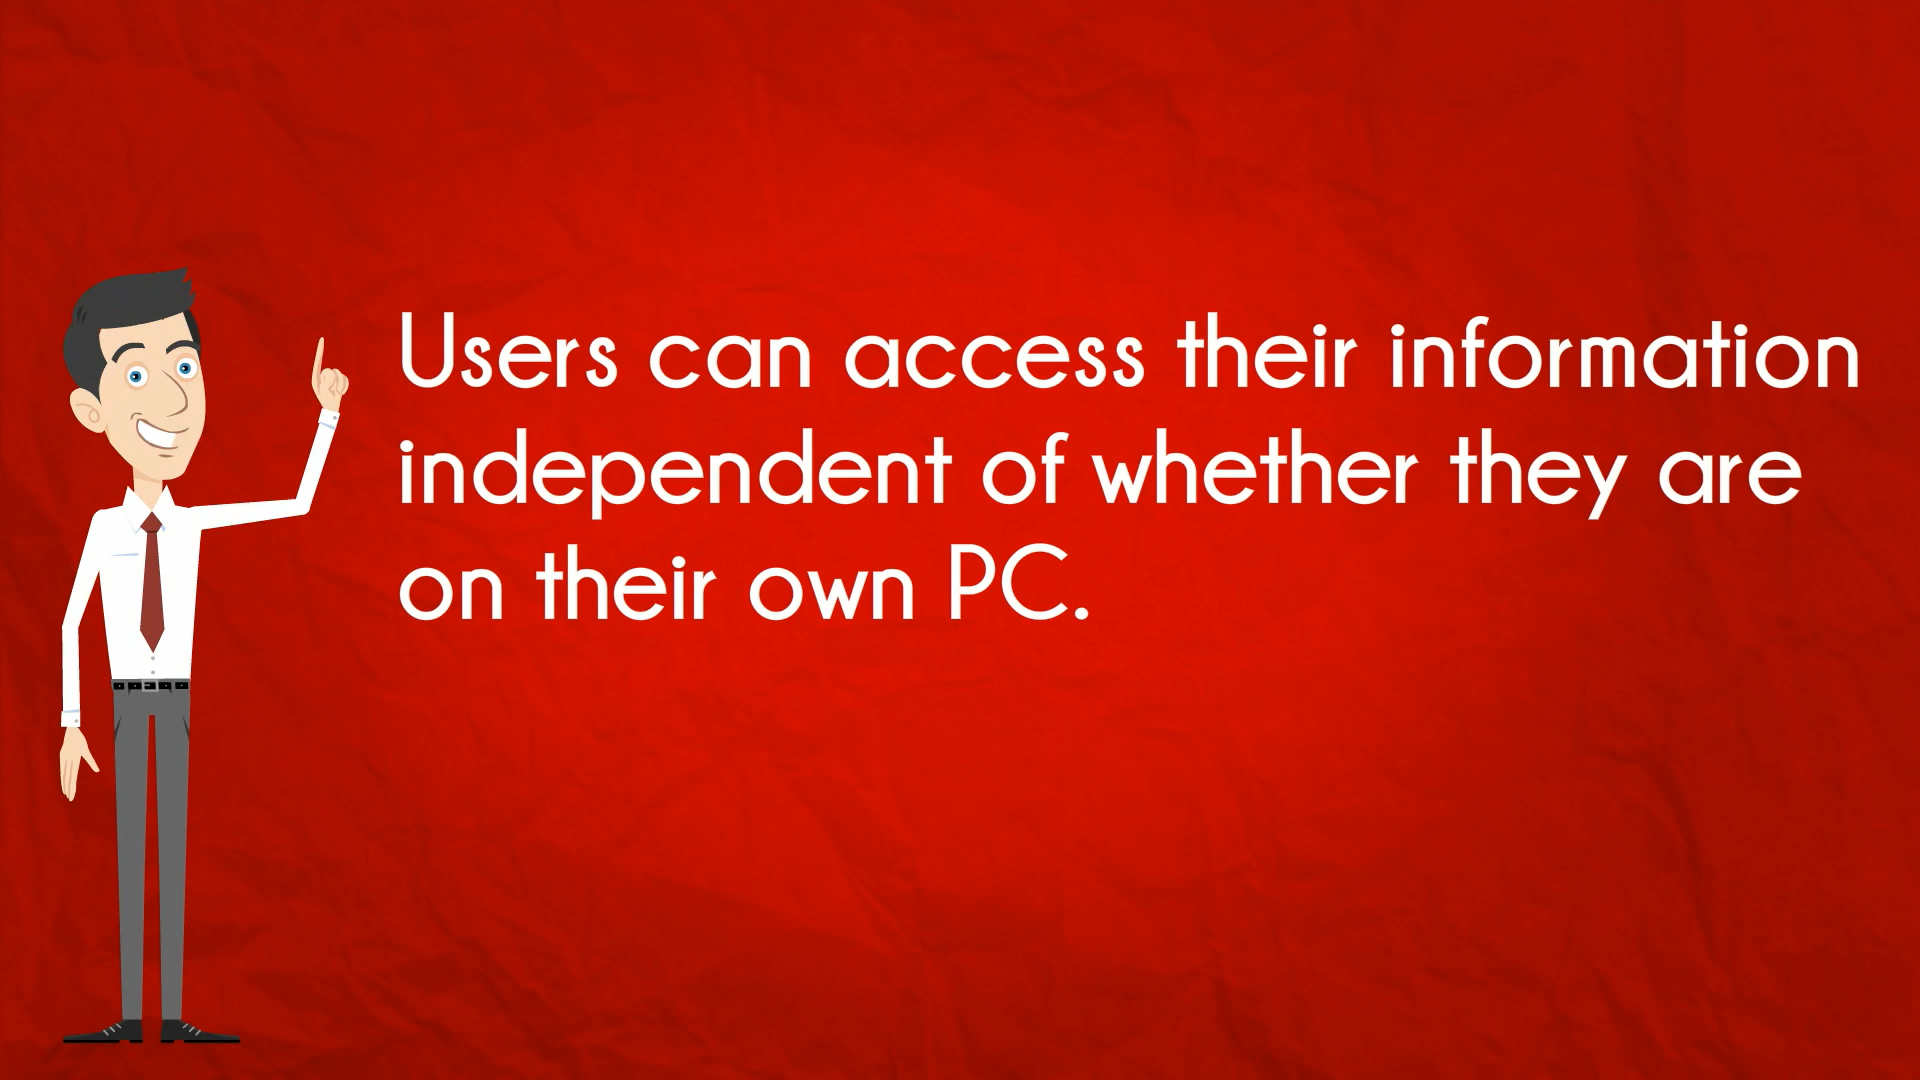 Users can access their information
independent of whether they are
on their own PC.